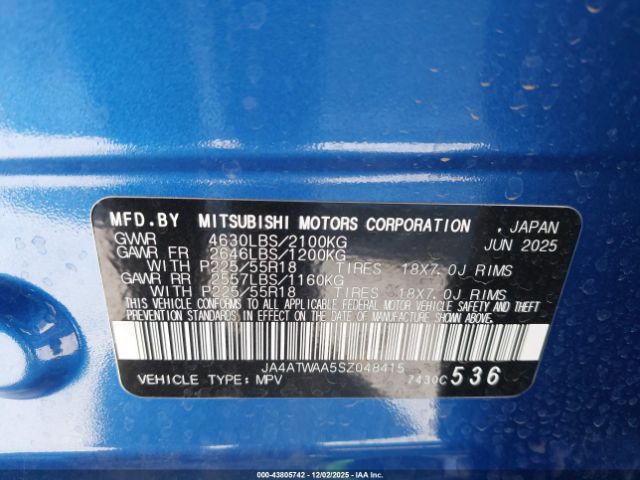 MFD.BY MITSUBISHI MOTORS CORPORATION , JAPAN
GWR 4630LBS/2100KG JUN 2025
GAWR FR 2646LBS/1200KG
WITH P225/55R18 TIRES 18X7.0J RIMS
GAWR RR 2557LBS/1160KG
WITH P225/55R18 TIRES 18X7.0J RIMS
THIS VEHICLE CONFORMS TO ALL APPLICABLE FEDERAL MOTOR VEHICLE SAFETY AND THEFT
PREVENTION STANDARDS IN EFFECT ON THE DATE OF MANUFACTURE SHOWN ABOVE.
JA4ATWAA5SZ048415
VEHICLE TYPE: MPV 7430C 536
000-43805742 - 12/02/2025 - IAA Inc.